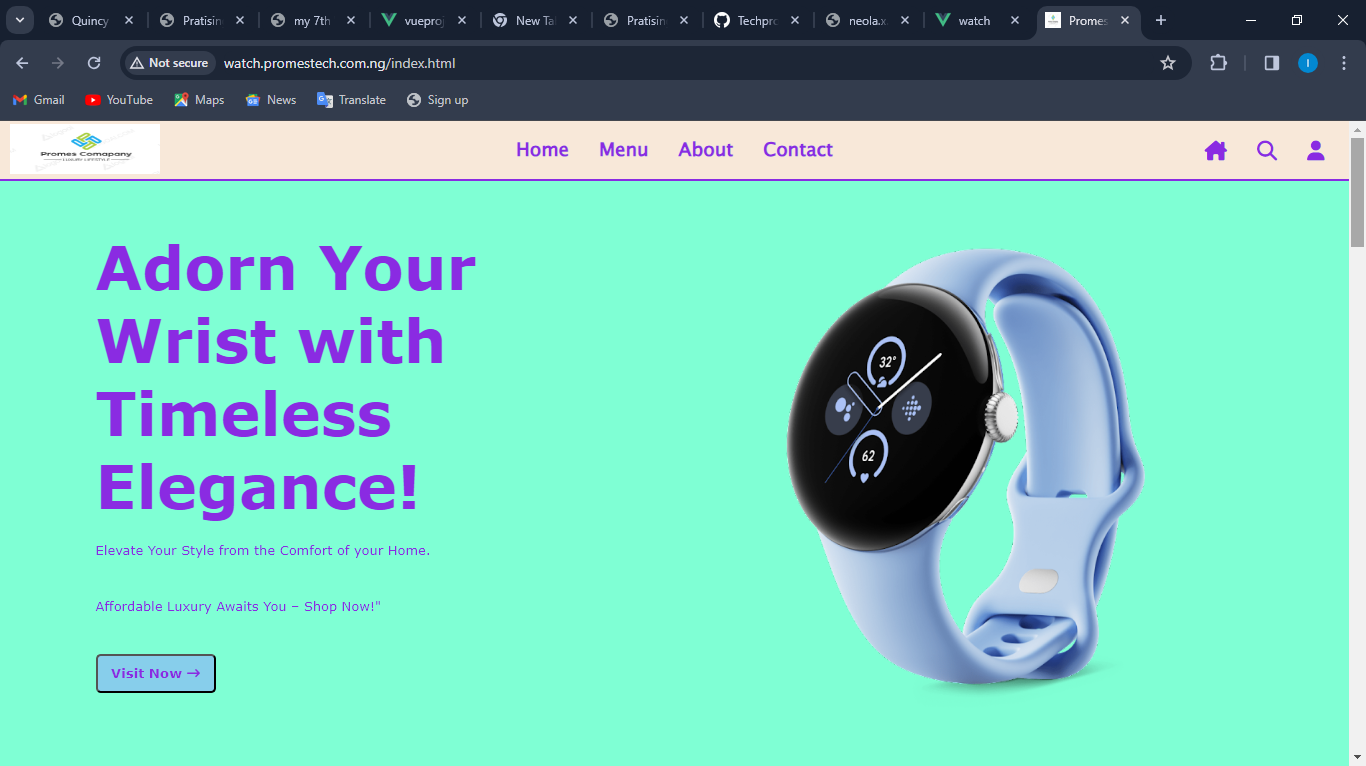 Quincy
Pratisin
my 7th
vueproj
New Tab
Pratisin
Techpro
neola.x
watch
Promes
Not secure
watch.promestech.com.ng/index.html
I
Gmail
YouTube
Maps
News
Translate
Sign up
Promes Comapany
LUXURY LIFESTYLE
Home
Menu
About
Contact
Adorn Your
Wrist with
Timeless
Elegance!
32°
62
Elevate Your Style from the Comfort of your Home.
Affordable Luxury Awaits You – Shop Now!"
Visit Now →